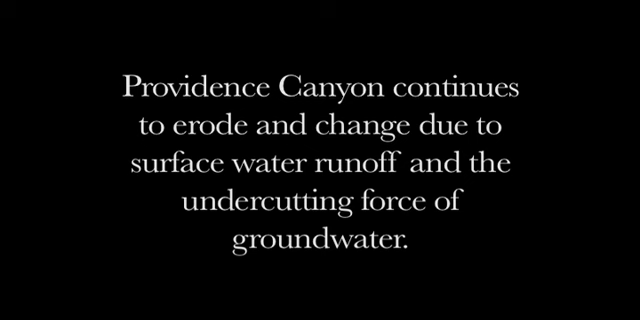 Providence Canyon continues
to erode and change due to
surface water runoff and the
undercutting force of
groundwater.